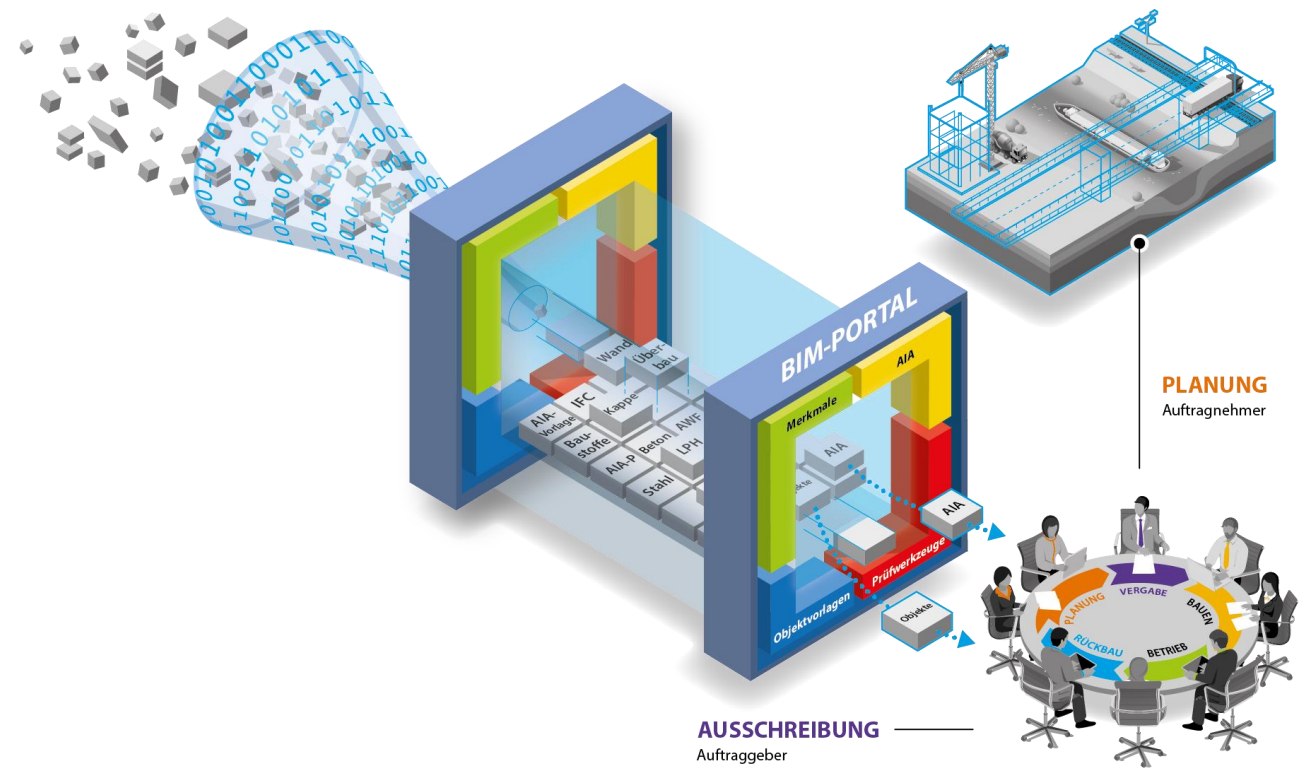 BIM-PORTAL
AIA
Merkmale
Objektvorlagen
Prüfwerkzeuge
Wand
Über-
bau
IFC
Kappe
AIA-
Vorlage
Bau-
stoffe
AIA-P
Beton
AWF
LPH
Stahl
AIA
AIA
Objekte
PLANUNG
Auftragnehmer
PLANUNG
VERGABE
BAUEN
BETRIEB
RÜCKBAU
AUSSCHREIBUNG
Auftraggeber